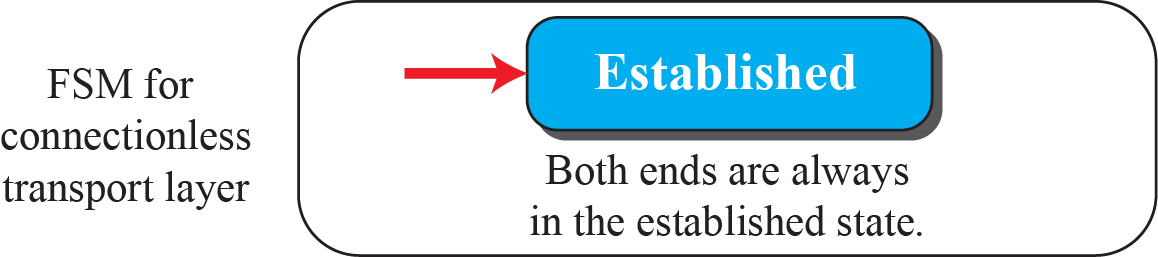 FSM for
connectionless
transport layer
Established
Both ends are always
in the established state.